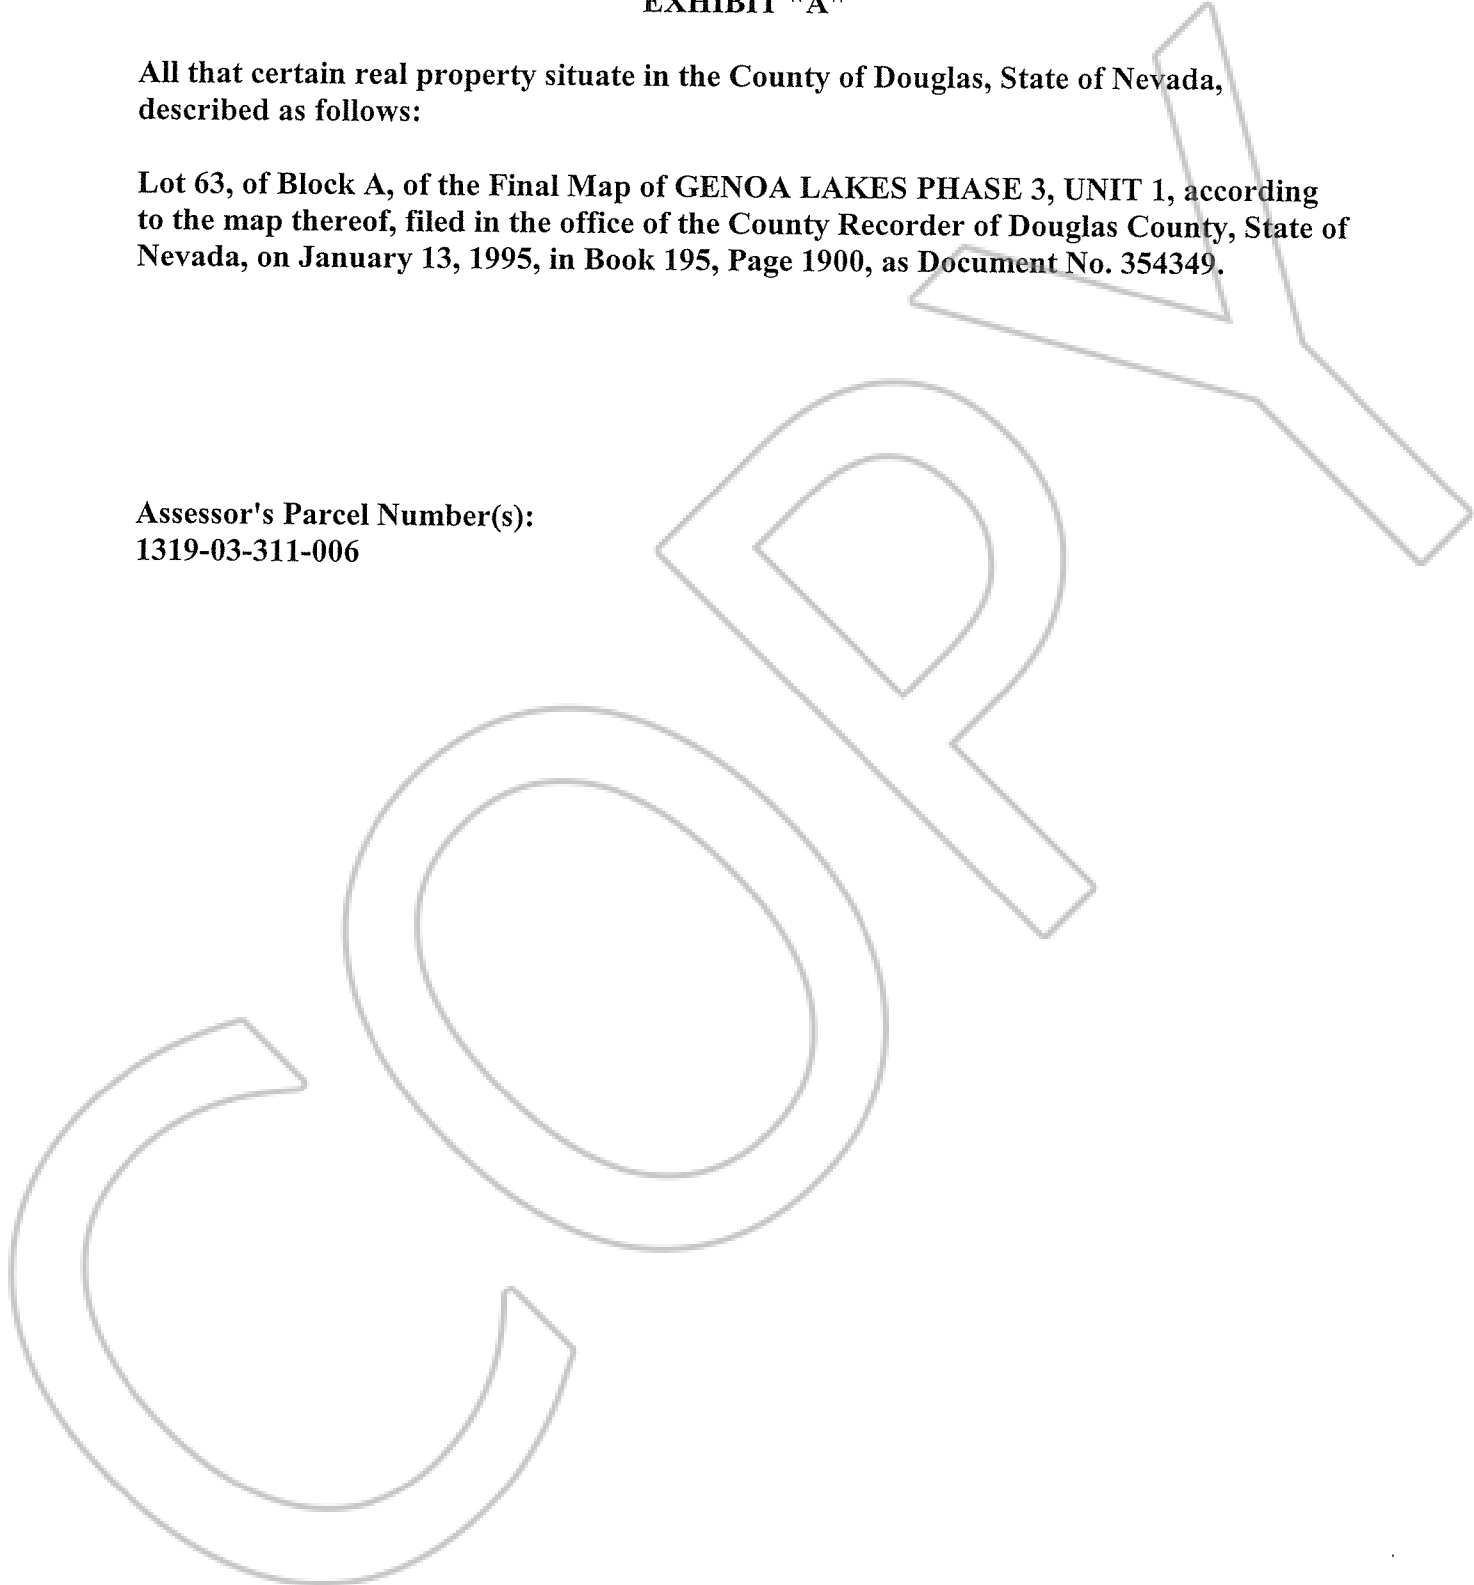 EXHIBIT "A"
All that certain real property situate in the County of Douglas, State of Nevada,
described as follows:
Lot 63, of Block A, of the Final Map of GENOA LAKES PHASE 3, UNIT 1, according
to the map thereof, filed in the office of the County Recorder of Douglas County, State of
Nevada, on January 13, 1995, in Book 195, Page 1900, as Document No. 354349.
Assessor's Parcel Number(s):
1319-03-311-006
COPY